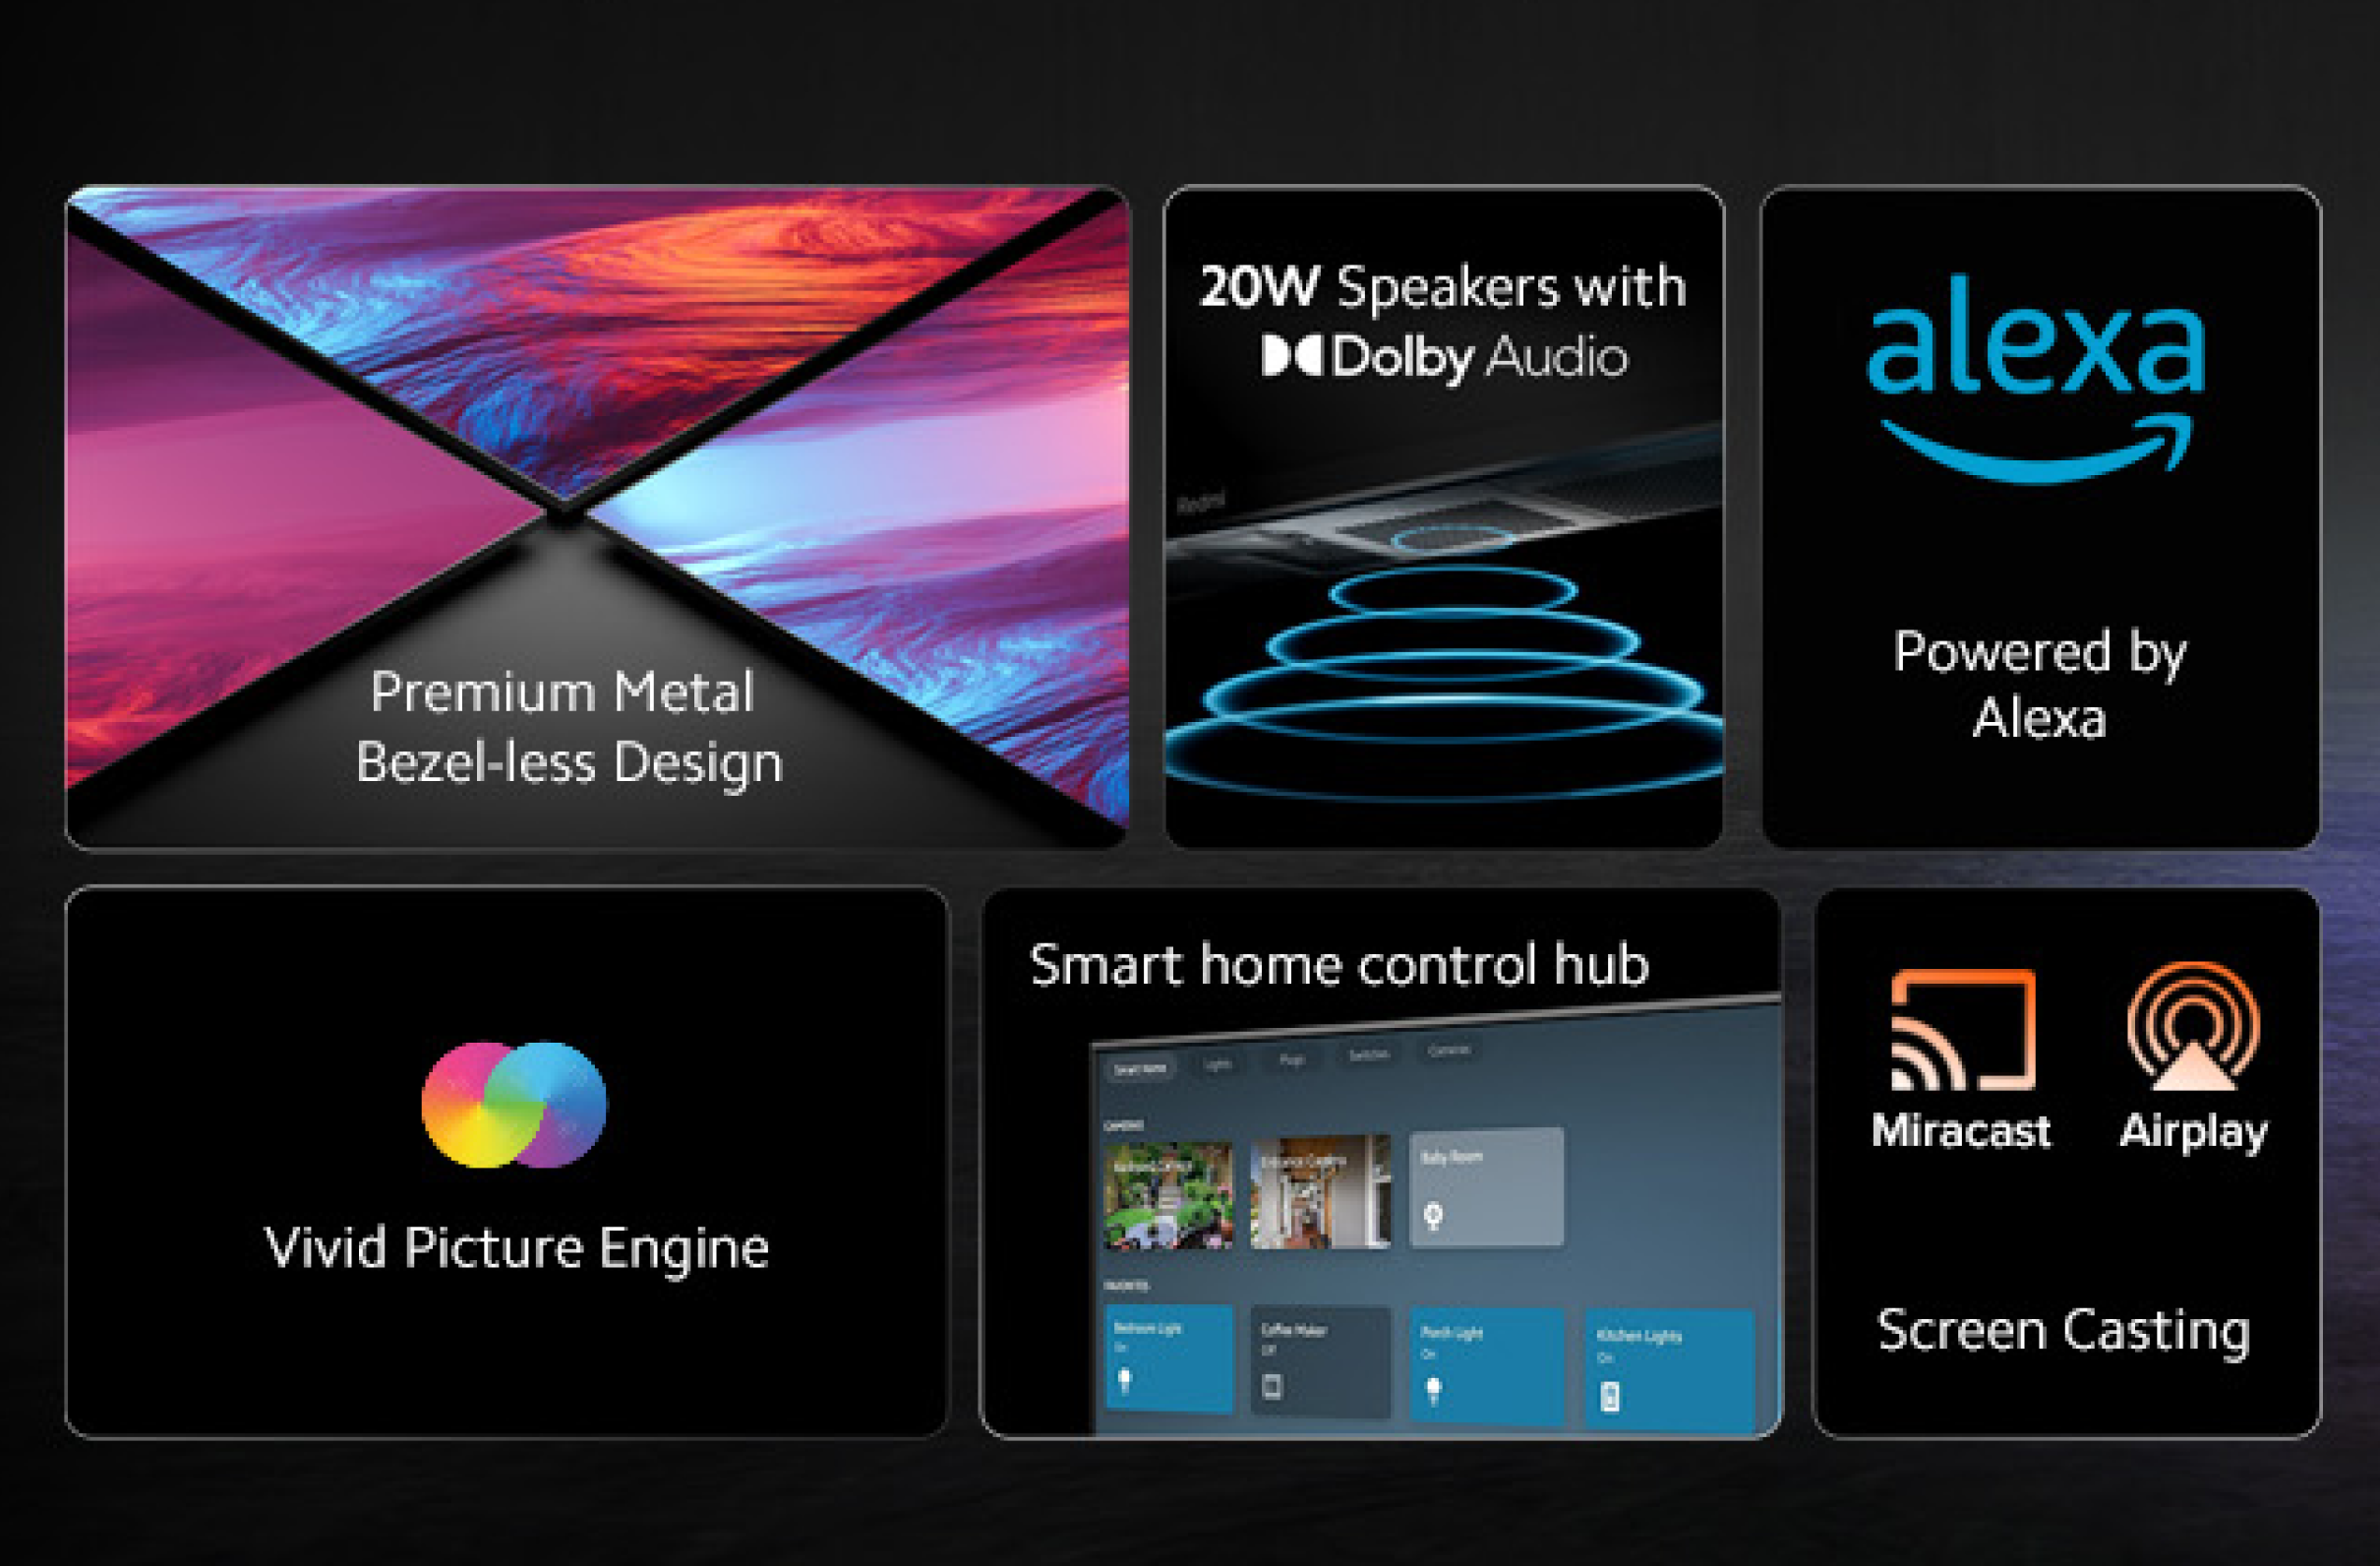 20W Speakers with
Dolby Audio
alexa
Redmi
Premium Metal
Bezel-less Design
Powered by
Alexa
Smart home control hub
Smart Home Lights Plugs Switches Cameras
CAMERAS
Baby Room
Miracast Airplay
Vivid Picture Engine
FAVORITES
Bedroom Light
On
Coffee Maker
Off
Porch Light
On
Kitchen Lights
On
Screen Casting